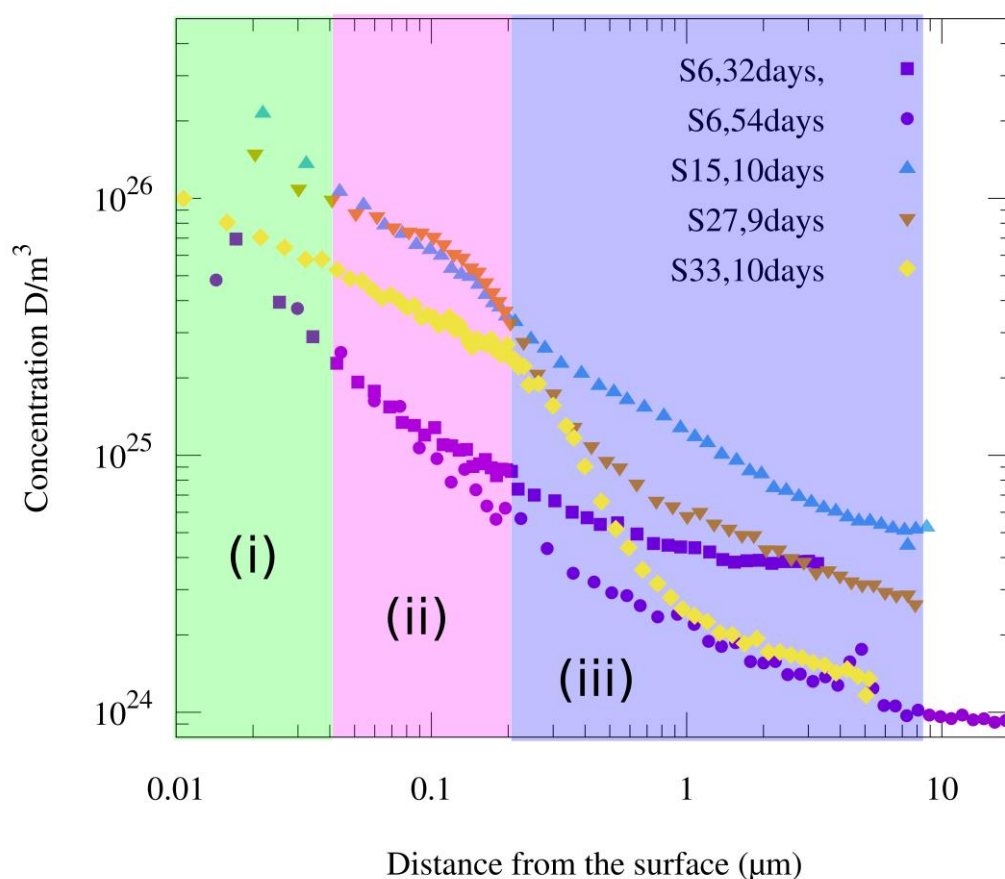 S6,32days,
S6,54days
S15,10days
S27,9days
S33,10days
10^26
10^25
10^24
Concentration D/m^3
(i)
(ii)
(iii)
0.01 0.1 1 10
Distance from the surface (μm)